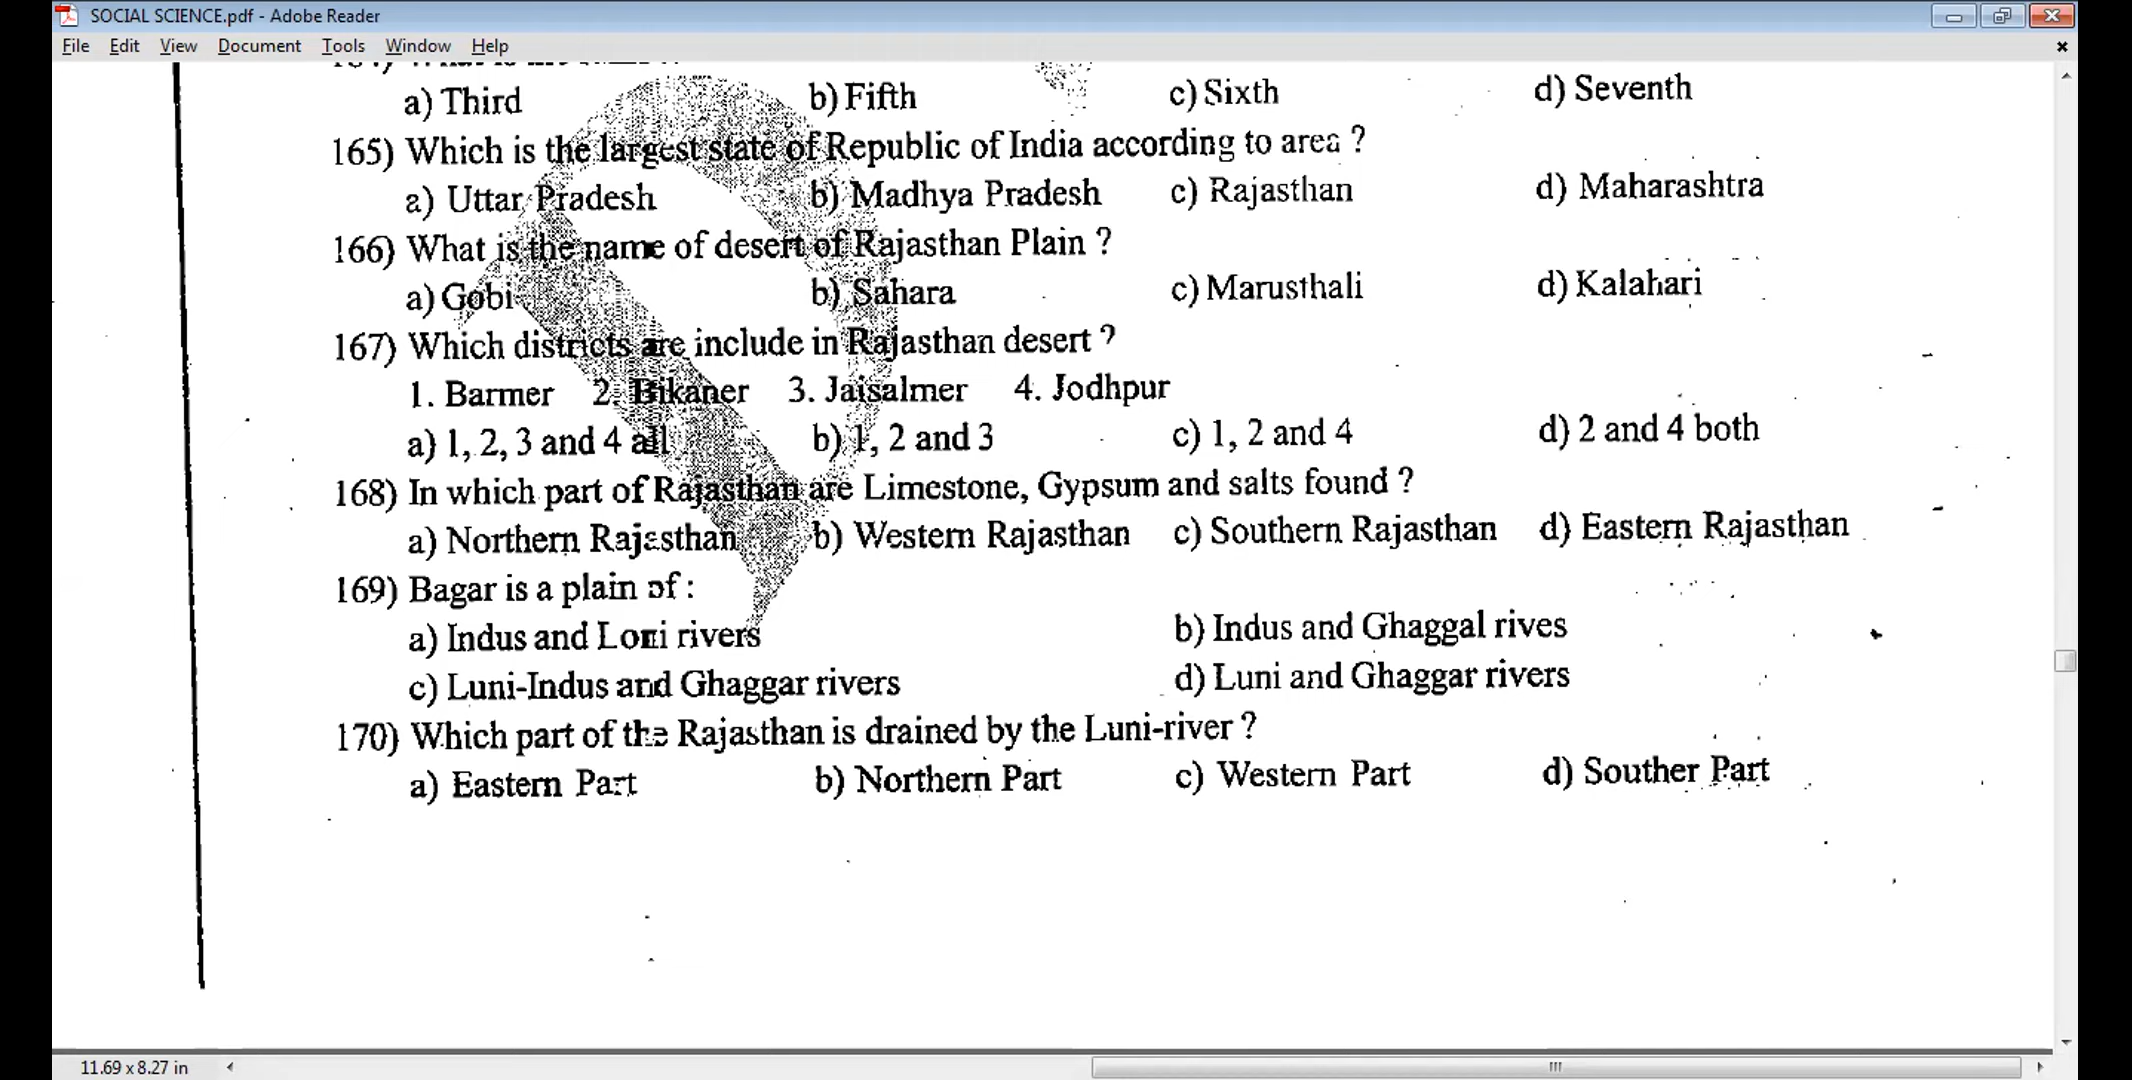 SOCIAL SCIENCE.pdf - Adobe Reader
File Edit View Document Tools Window Help
a) Third b) Fifth c) Sixth d) Seventh
165) Which is the largest state of Republic of India according to area ?
a) Uttar Pradesh b) Madhya Pradesh c) Rajasthan d) Maharashtra
166) What is the name of desert of Rajasthan Plain ?
a) Gobi b) Sahara c) Marusthali d) Kalahari
167) Which districts are include in Rajasthan desert ?
1. Barmer 2. Bikaner 3. Jaisalmer 4. Jodhpur
a) 1, 2, 3 and 4 all b) 1, 2 and 3 c) 1, 2 and 4 d) 2 and 4 both
168) In which part of Rajasthan are Limestone, Gypsum and salts found ?
a) Northern Rajasthan b) Western Rajasthan c) Southern Rajasthan d) Eastern Rajasthan
169) Bagar is a plain of :
a) Indus and Loni rivers b) Indus and Ghaggal rives
c) Luni-Indus and Ghaggar rivers d) Luni and Ghaggar rivers
170) Which part of the Rajasthan is drained by the Luni-river ?
a) Eastern Part b) Northern Part c) Western Part d) Souther Part
11.69 x 8.27 in